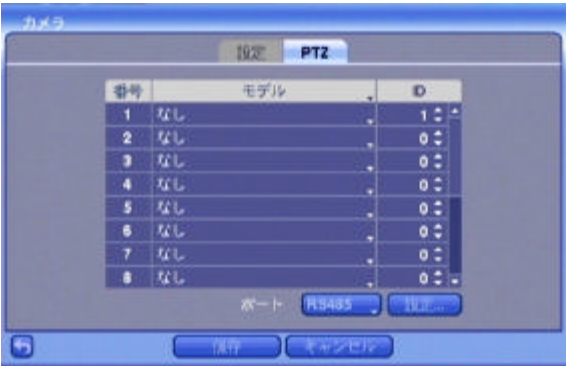 カメラ
設定 PTZ
番号 モデル ID
1 なし 1
2 なし 0
3 なし 0
4 なし 0
5 なし 0
6 なし 0
7 なし 0
8 なし 0
ポート RS485 設定...
保存 キャンセル